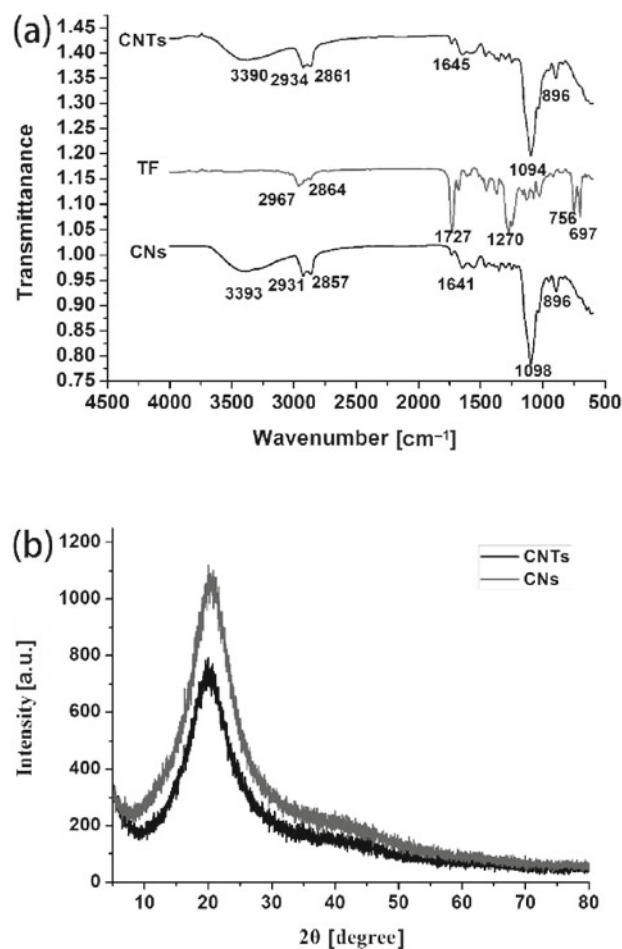 (a)
1.45
1.40
1.35
1.30
1.25
1.20
1.15
1.10
1.05
1.00
0.95
0.90
0.85
0.80
0.75
Transmittanance
CNTs
3390 2934 2861 1645 1094 896
TF
2967 2864 1727 1270 756 697
CNs
3393 2931 2857 1641 1098 896
4500 4000 3500 3000 2500 2000 1500 1000 500
Wavenumber [cm⁻¹]
(b)
1200
1000
800
600
400
200
0
Intensity [a.u.]
CNTs
CNs
10 20 30 40 50 60 70 80
2θ [degree]